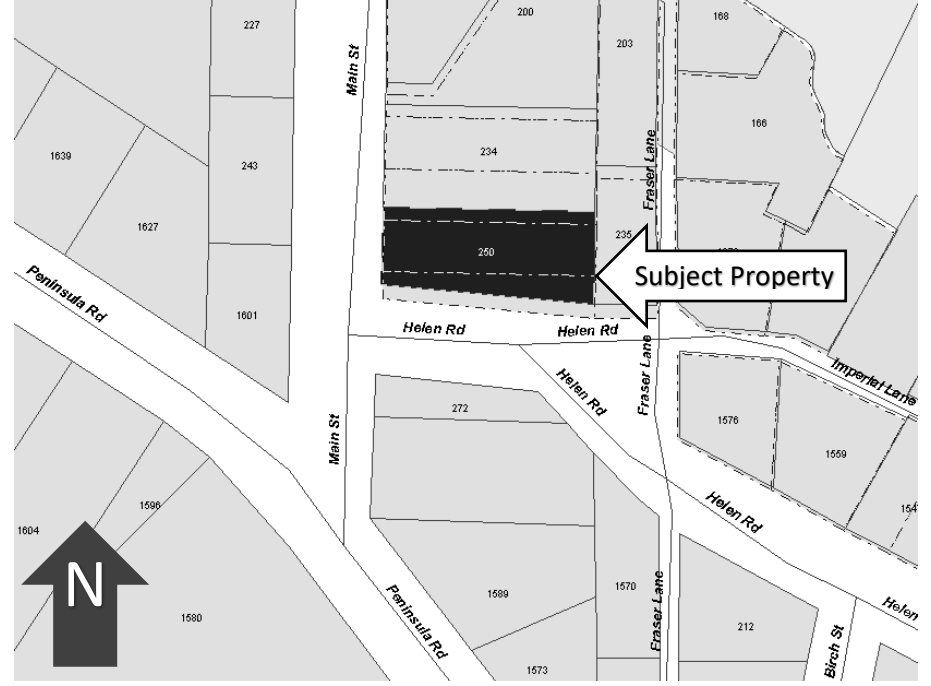 200
168
227
203
Main St
166
Fraser Lane
234
1639
243
1627
235
250
Subject Property
Peninsula Rd
1601
Helen Rd
Helen Rd
Fraser Lane
Imperial Lane
Helen Rd
272
1576
Main St
1559
1596
Helen Rd
1604
N
1580
1589
1570
Fraser Lane
Peninsula Rd
212
Helen
Birch St
1573